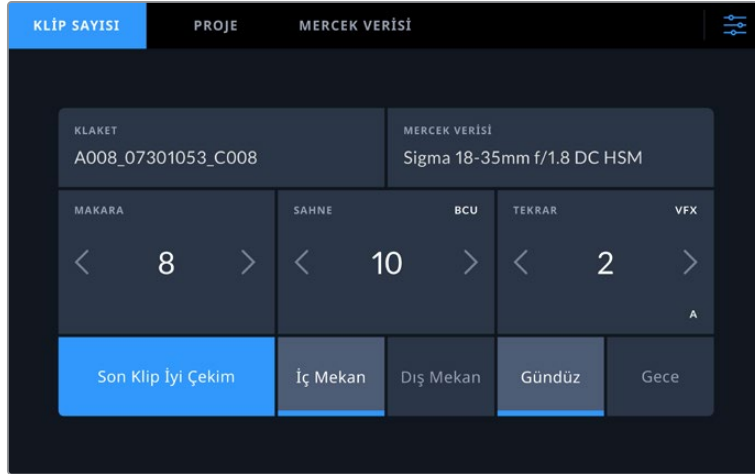 KLİP SAYISI PROJE MERCEK VERİSİ
KLAKET MERCEK VERİSİ
A008_07301053_C008 Sigma 18-35mm f/1.8 DC HSM
MAKARA SAHNE BCU TEKRAR VFX
8 10 2
A
Son Klip İyi Çekim İç Mekan Dış Mekan Gündüz Gece